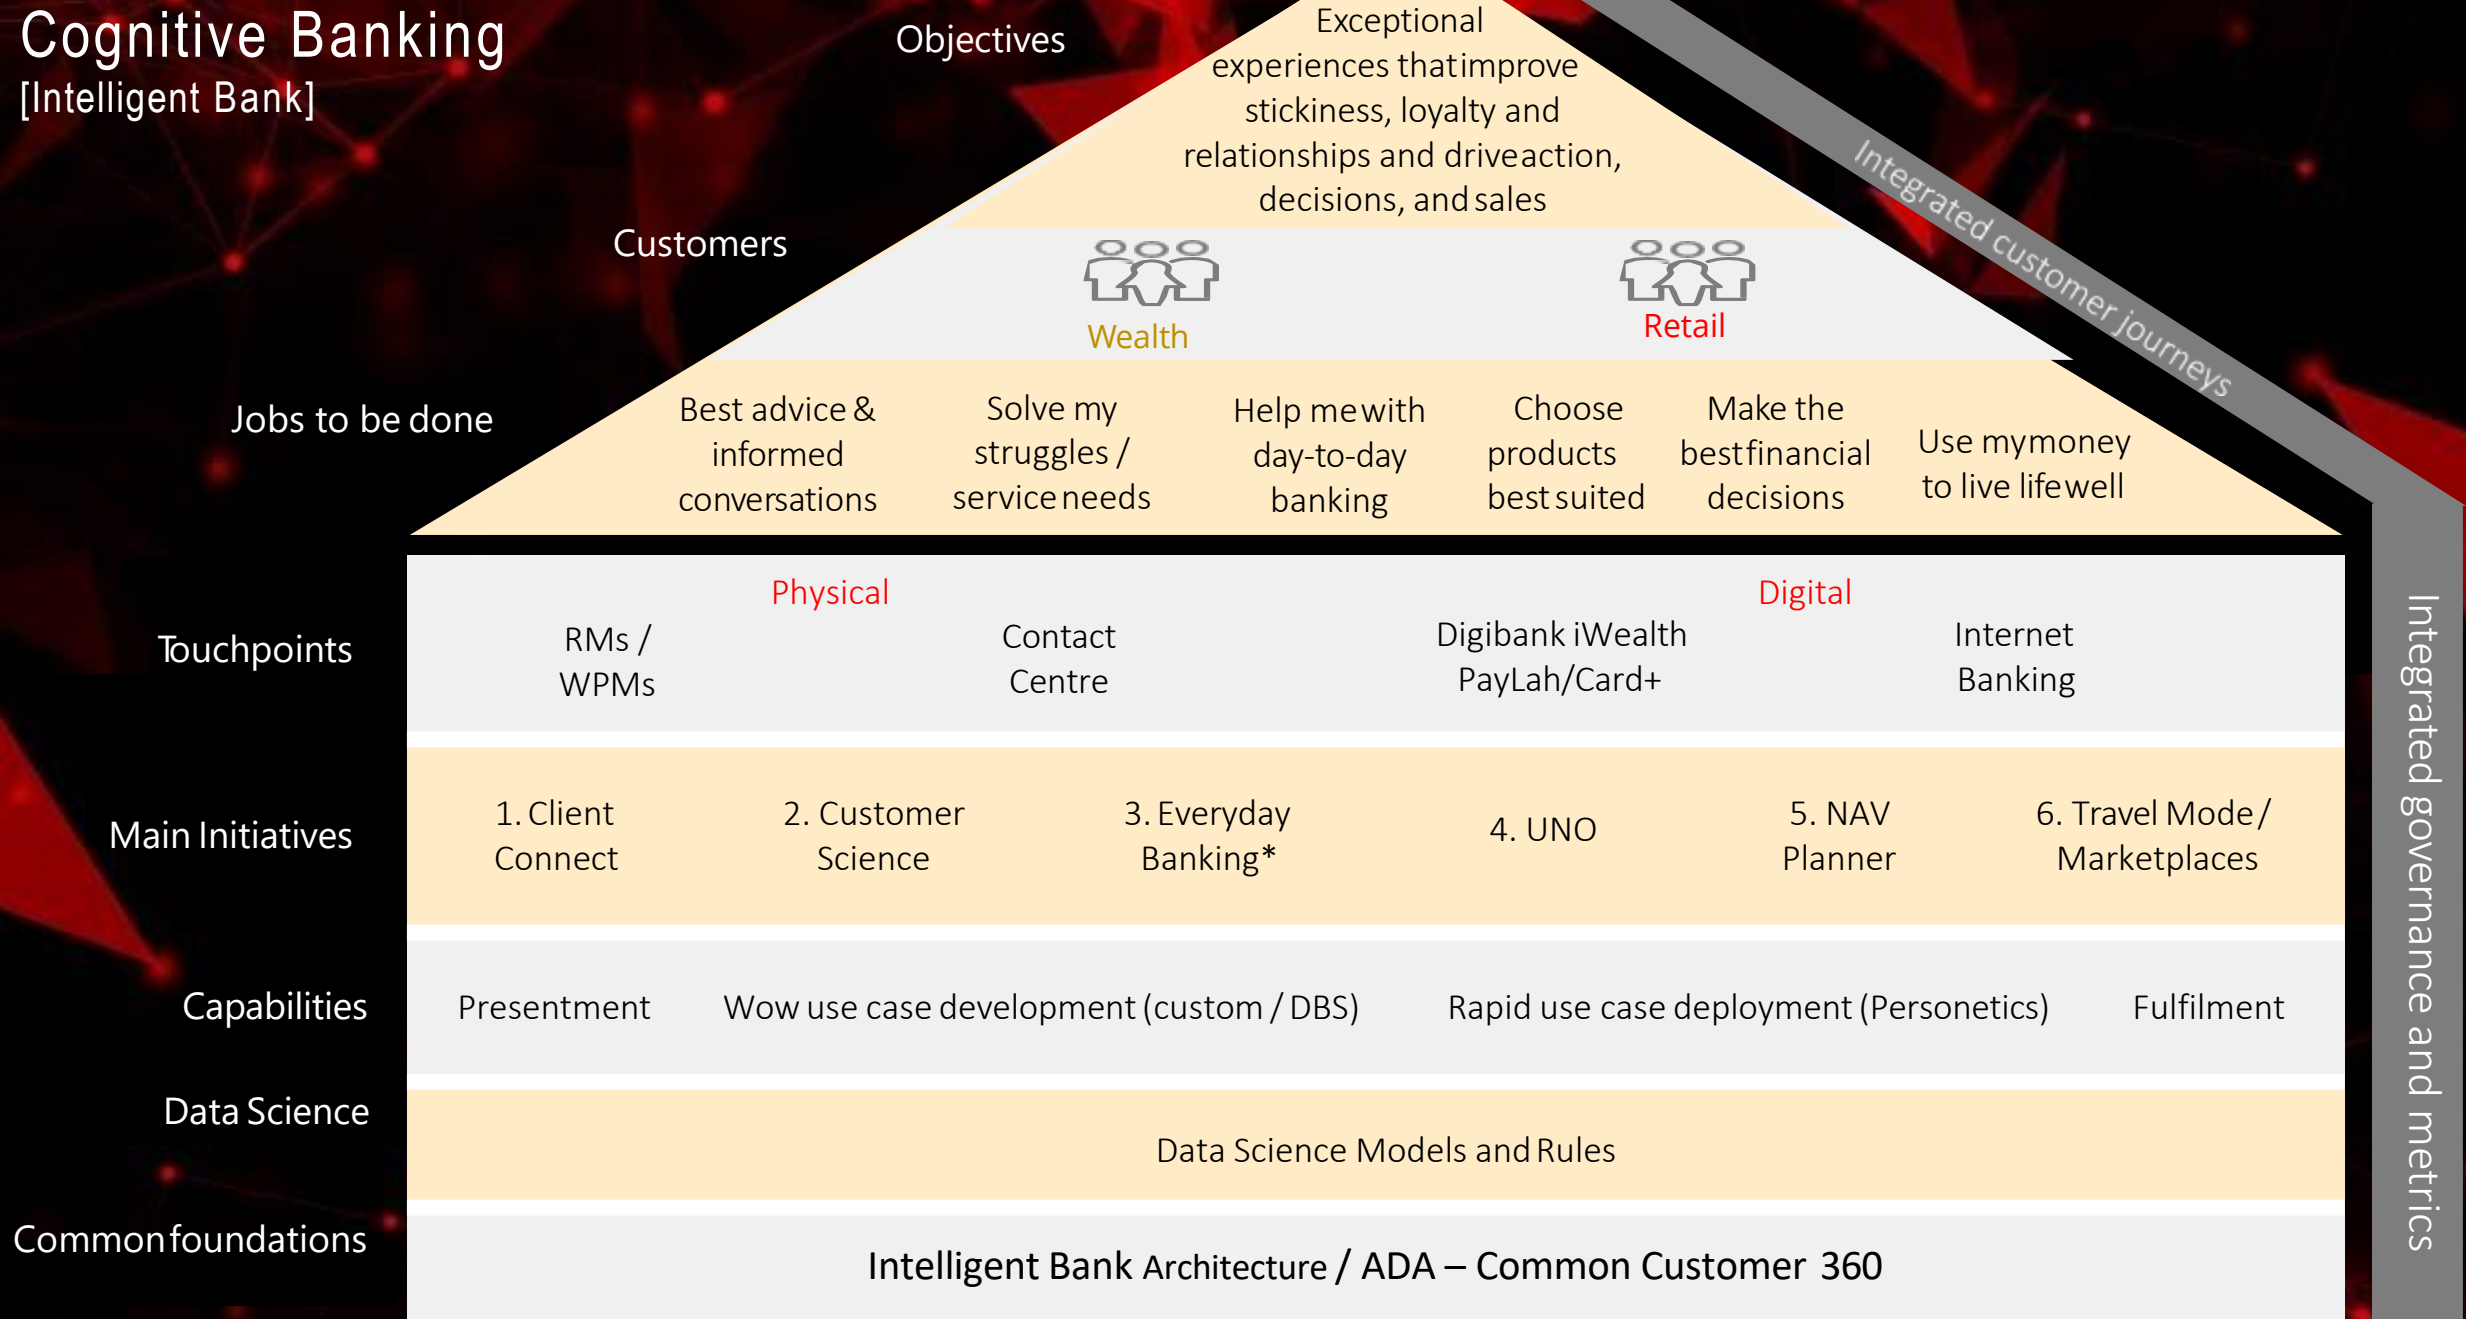 Cognitive Banking
[Intelligent Bank]
Objectives
Exceptional
experiences that improve
stickiness, loyalty and
relationships and drive action,
decisions, and sales
Customers
Wealth
Retail
Jobs to be done
Best advice &
informed
conversations
Solve my
struggles /
service needs
Help me with
day-to-day
banking
Choose
products
best suited
Make the
best financial
decisions
Use my money
to live life well
Touchpoints
Physical
RMs /
WPMs
Contact
Centre
Digital
Digibank iWealth
PayLah/Card+
Internet
Banking
Main Initiatives
1. Client
Connect
2. Customer
Science
3. Everyday
Banking*
4. UNO
5. NAV
Planner
6. Travel Mode /
Marketplaces
Capabilities
Presentment
Wow use case development (custom / DBS)
Rapid use case deployment (Personetics)
Fulfilment
Data Science
Data Science Models and Rules
Common foundations
Intelligent Bank Architecture / ADA – Common Customer 360
Integrated customer journeys
Integrated governance and metrics